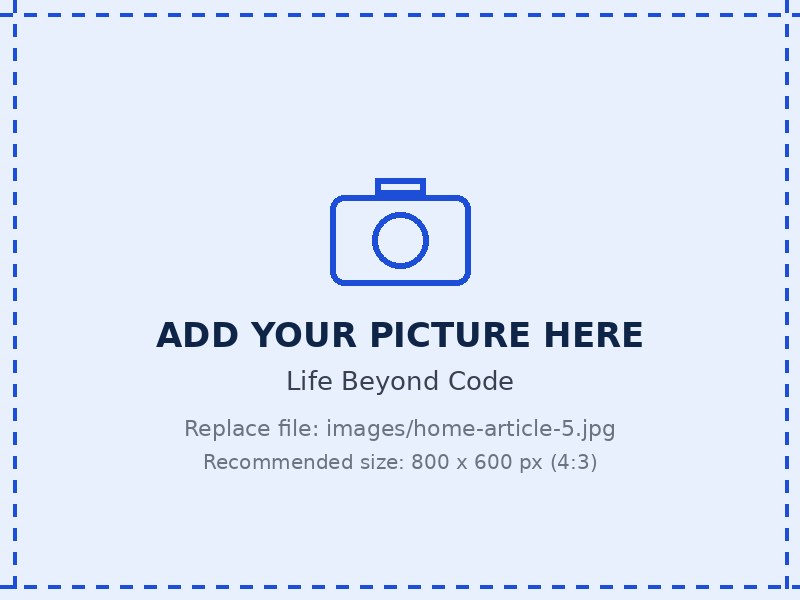 ADD YOUR PICTURE HERE
Life Beyond Code
Replace file: images/home-article-5.jpg
Recommended size: 800 x 600 px (4:3)